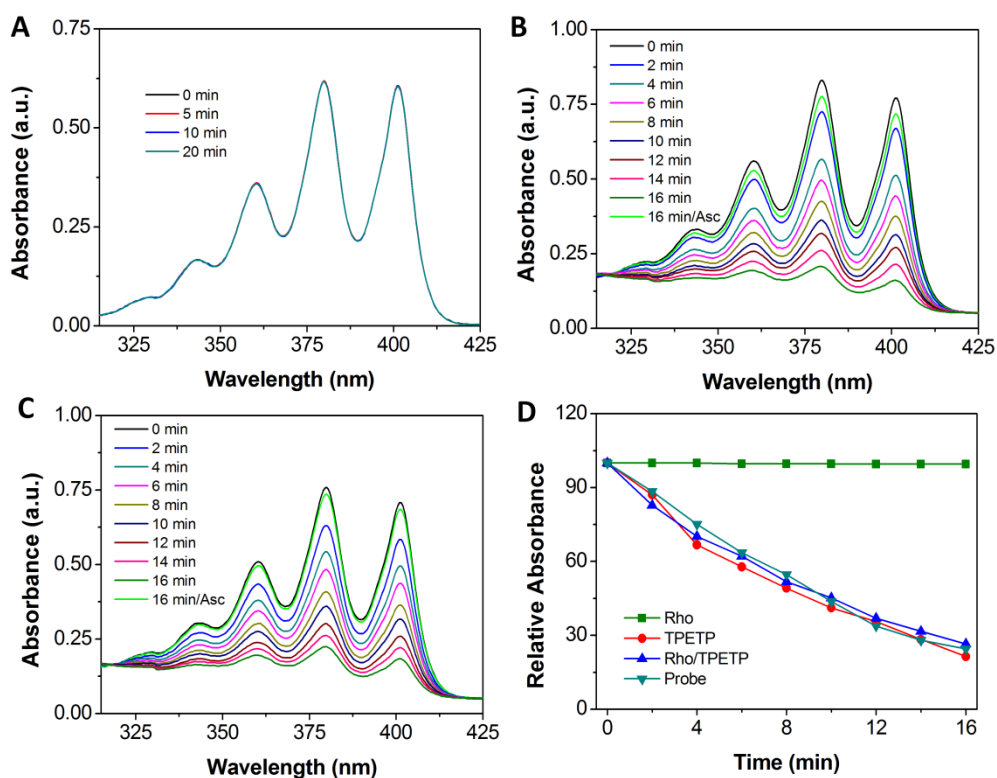 A
0.75
0.50
0.25
0.00
Absorbance (a.u.)
0 min
5 min
10 min
20 min
325 350 375 400 425
Wavelength (nm)
B
1.00
0.75
0.50
0.25
0.00
Absorbance (a.u.)
0 min
2 min
4 min
6 min
8 min
10 min
12 min
14 min
16 min
16 min/Asc
325 350 375 400 425
Wavelength (nm)
C
1.00
0.75
0.50
0.25
0.00
Absorbance (a.u.)
0 min
2 min
4 min
6 min
8 min
10 min
12 min
14 min
16 min
16 min/Asc
325 350 375 400 425
Wavelength (nm)
D
120
90
60
30
0
Relative Absorbance
Rho
TPETP
Rho/TPETP
Probe
0 2 4 6 8 10 12 14 16
Time (min)